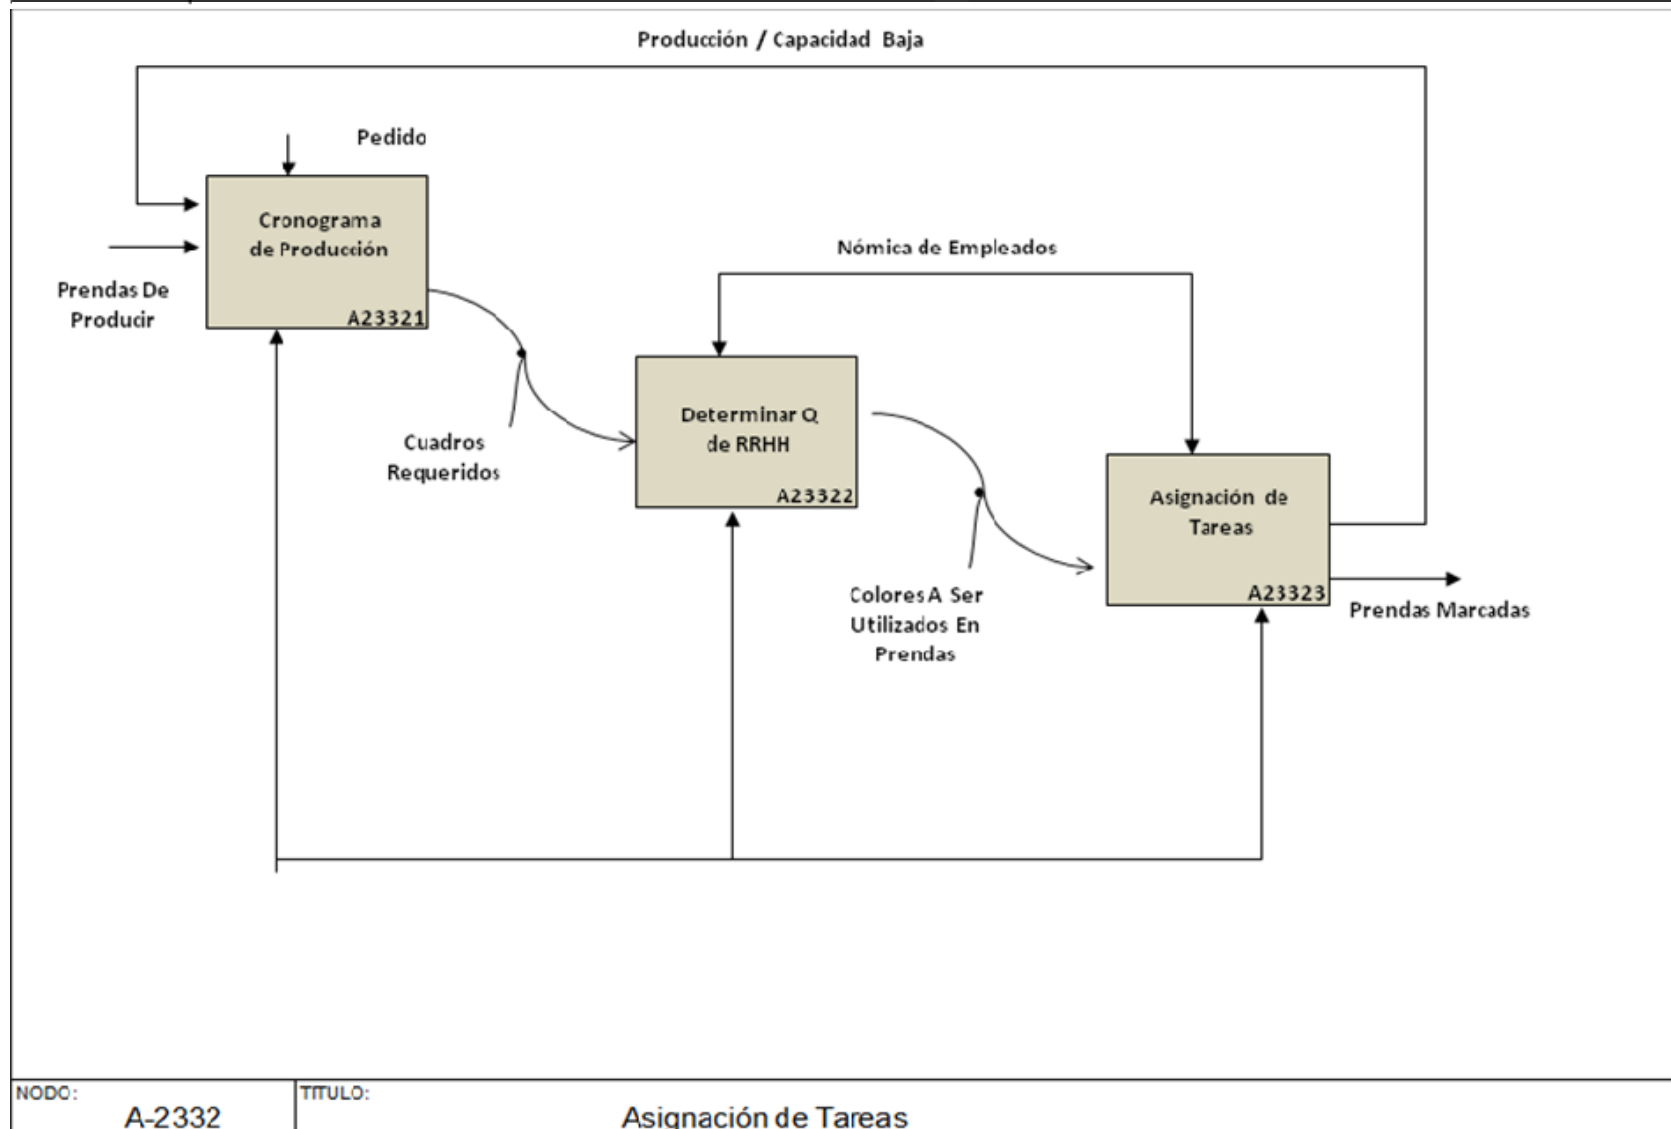 Producción / Capacidad Baja
Pedido
Cronograma
de Producción
A23321
Prendas De
Producir
Nómica de Empleados
Cuadros
Requeridos
Determinar Q
de RRHH
A23322
Colores A Ser
Utilizados En
Prendas
Asignación de
Tareas
A23323
Prendas Marcadas
NODO:
A-2332
TITULO:
Asignación de Tareas